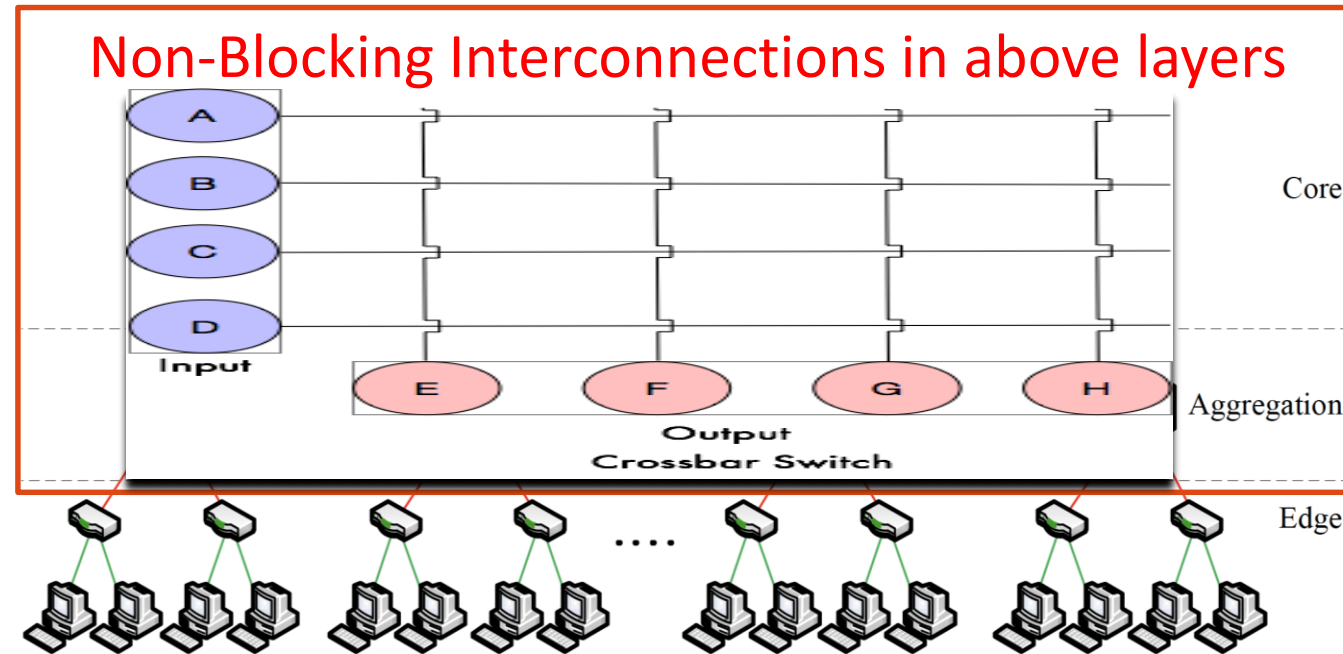 Non-Blocking Interconnections in above layers
A
B
Core
C
D
Input
E F G H
Aggregation
Output
Crossbar Switch
Edge
....